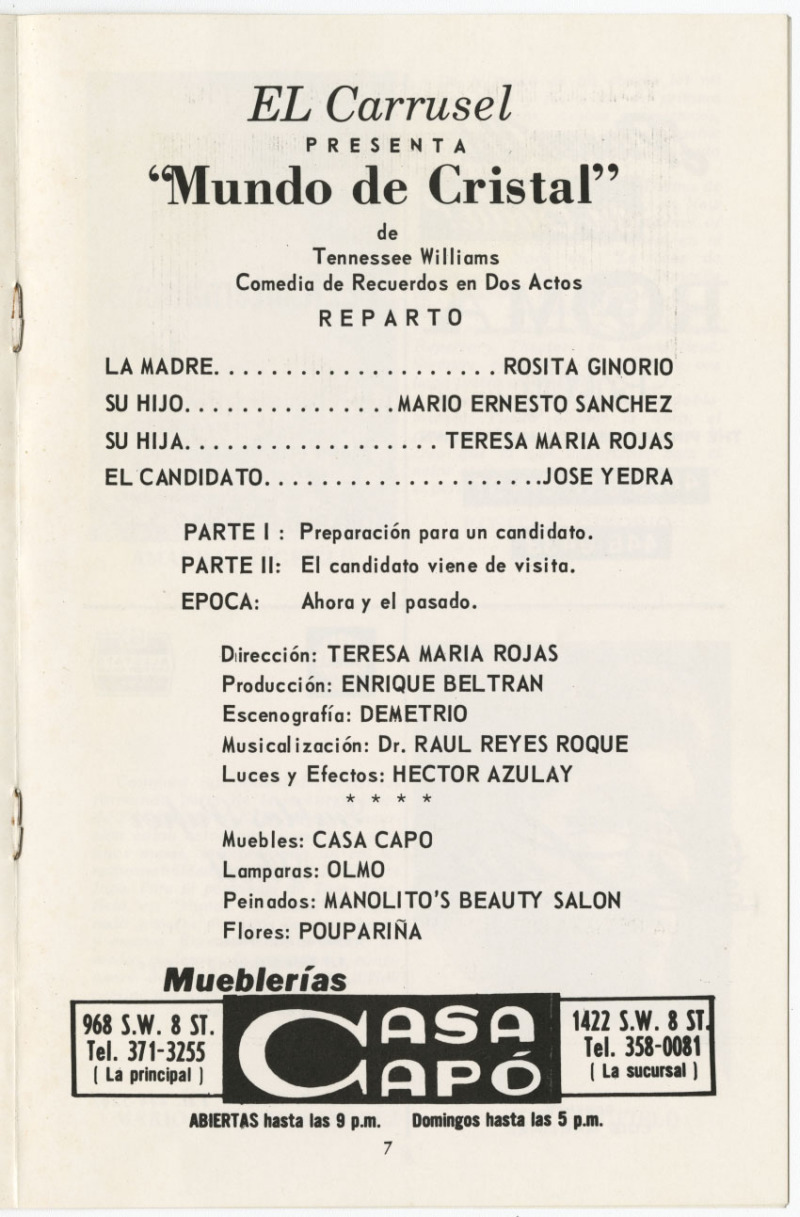 EL Carrusel
PRESENTA
"Mundo de Cristal"
de
Tennessee Williams
Comedia de Recuerdos en Dos Actos
REPARTO
LA MADRE. . . . . . . . . . . . . . . . . . . . ROSITA GINORIO
SU HIJO. . . . . . . . . . . . . . . MARIO ERNESTO SANCHEZ
SU HIJA. . . . . . . . . . . . . . . . . . TERESA MARIA ROJAS
EL CANDIDATO. . . . . . . . . . . . . . . . . . . . JOSE YEDRA
PARTE I : Preparación para un candidato.
PARTE II: El candidato viene de visita.
EPOCA: Ahora y el pasado.
Dirección: TERESA MARIA ROJAS
Producción: ENRIQUE BELTRAN
Escenografía: DEMETRIO
Musicalización: Dr. RAUL REYES ROQUE
Luces y Efectos: HECTOR AZULAY
* * * *
Muebles: CASA CAPO
Lamparas: OLMO
Peinados: MANOLITO'S BEAUTY SALON
Flores: POUPARIÑA
Mueblerías
CASA CAPÓ
968 S.W. 8 ST.
Tel. 371-3255
( La principal )
1422 S.W. 8 ST.
Tel. 358-0081
( La sucursal )
ABIERTAS hasta las 9 p.m. Domingos hasta las 5 p.m.
7